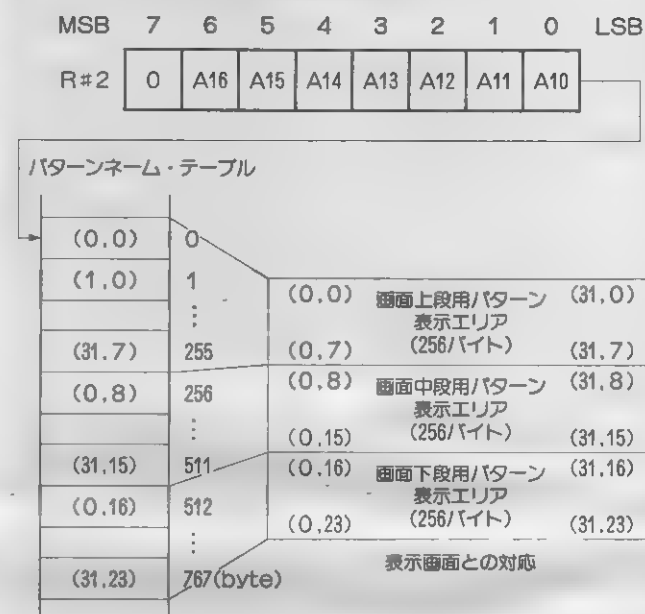 MSB 7 6 5 4 3 2 1 0 LSB
R#2 0 A16 A15 A14 A13 A12 A11 A10
パターンネーム・テーブル
(0,0) 0
(1,0) 1
⋮
(31,7) 255
(0,8) 256
⋮
(31,15) 511
(0,16) 512
⋮
(31,23) 767(byte)
(0,0) 画面上段用パターン (31,0)
表示エリア
(0,7) (256バイト) (31,7)
(0,8) 画面中段用パターン (31,8)
表示エリア
(0,15) (256バイト) (31,15)
(0,16) 画面下段用パターン (31,16)
表示エリア
(0,23) (256バイト) (31,23)
表示画面との対応